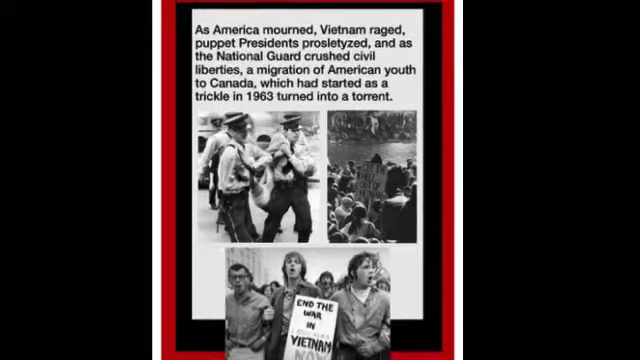 As America mourned, Vietnam raged,
puppet Presidents prosletyzed, and as
the National Guard crushed civil
liberties, a migration of American youth
to Canada, which had started as a
trickle in 1963 turned into a torrent.
END THE
WAR
IN
VIETNAM
NOW